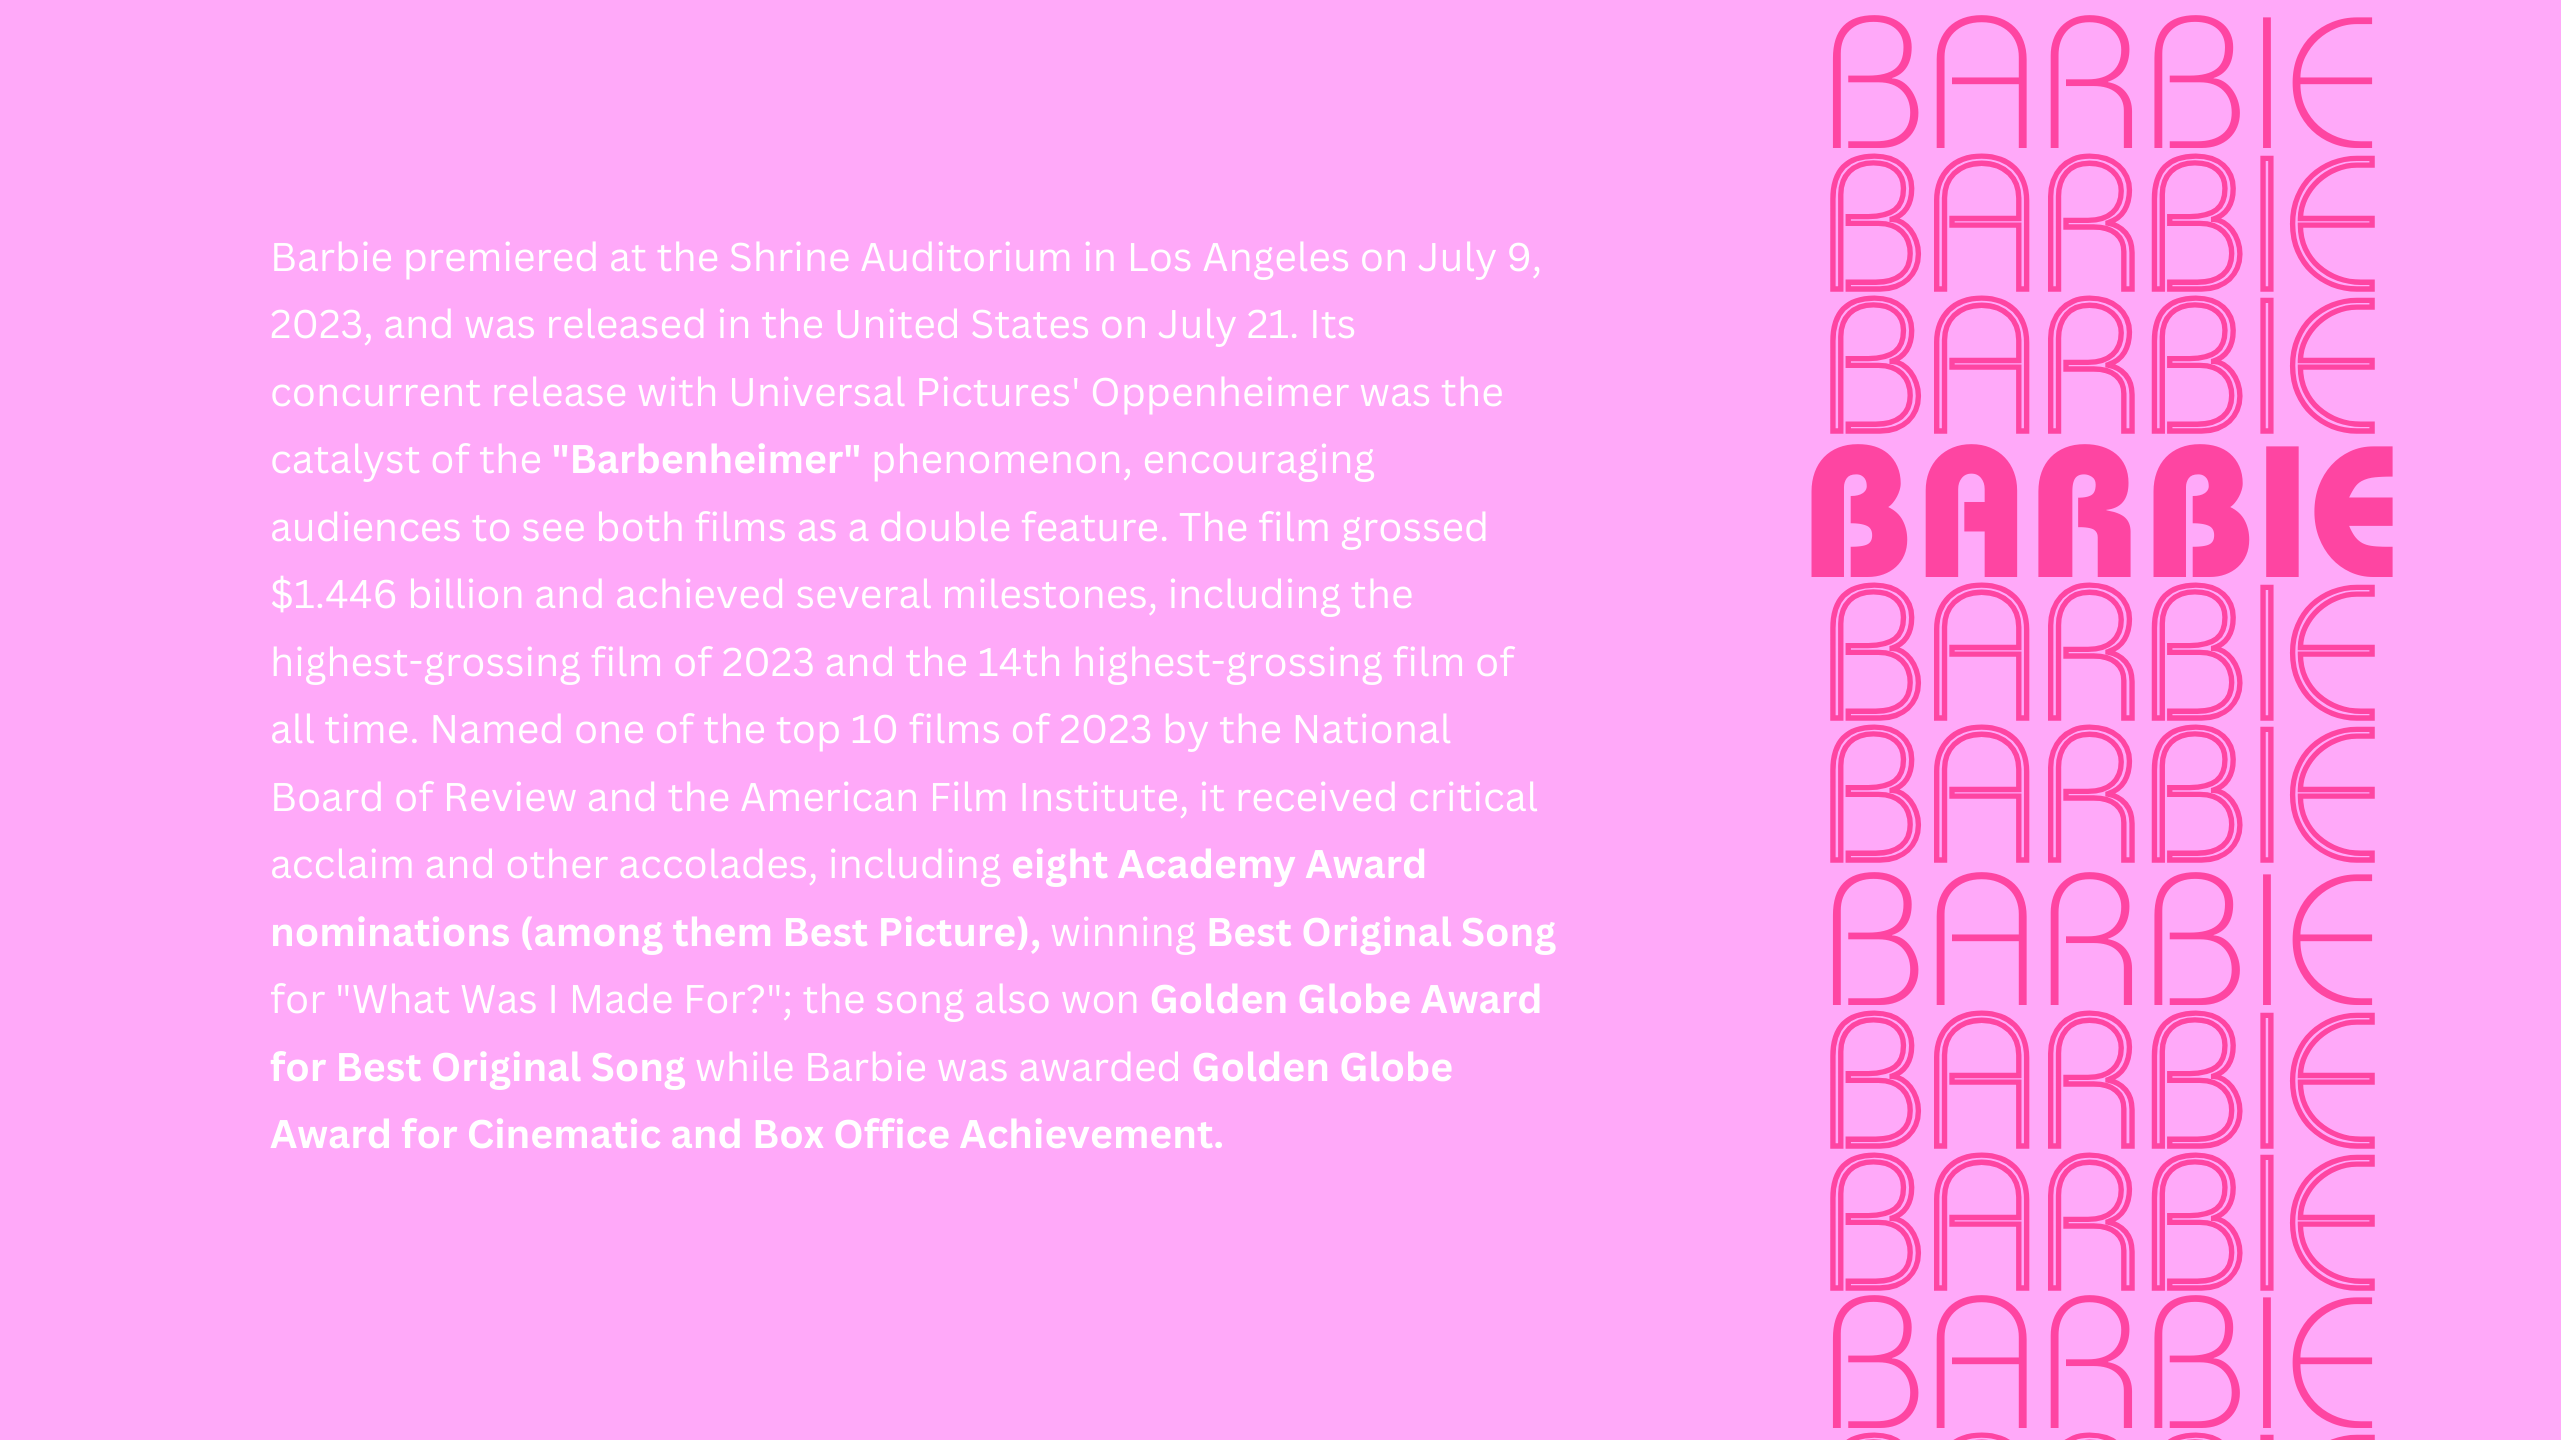 Barbie premiered at the Shrine Auditorium in Los Angeles on July 9,
2023, and was released in the United States on July 21. Its
concurrent release with Universal Pictures' Oppenheimer was the
catalyst of the "Barbenheimer" phenomenon, encouraging
audiences to see both films as a double feature. The film grossed
$1.446 billion and achieved several milestones, including the
highest-grossing film of 2023 and the 14th highest-grossing film of
all time. Named one of the top 10 films of 2023 by the National
Board of Review and the American Film Institute, it received critical
acclaim and other accolades, including eight Academy Award
nominations (among them Best Picture), winning Best Original Song
for "What Was I Made For?"; the song also won Golden Globe Award
for Best Original Song while Barbie was awarded Golden Globe
Award for Cinematic and Box Office Achievement.
BARBIE
BARBIE
BARBIE
BARBIE
BARBIE
BARBIE
BARBIE
BARBIE
BARBIE
BARBIE